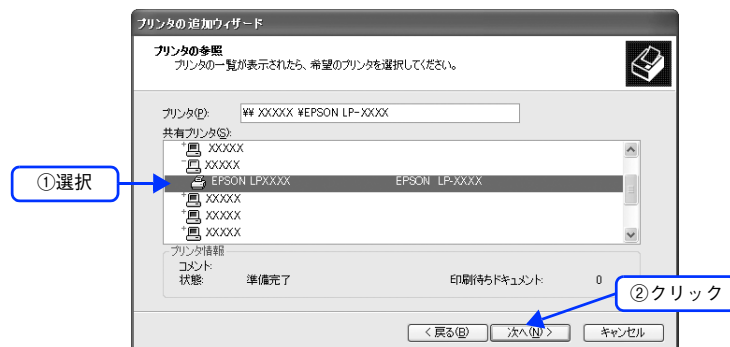 プリンタの追加ウィザード
プリンタの参照
プリンタの一覧が表示されたら、希望のプリンタを選択してください。
プリンタ(P): ¥¥ XXXXX ¥EPSON LP-XXXX
共有プリンタ(S):
XXXXX
XXXXX
①選択
EPSON LPXXXX EPSON LP-XXXX
XXXXX
XXXXX
XXXXX
プリンタ情報
コメント:
状態: 準備完了 印刷待ちドキュメント: 0
②クリック
< 戻る(B) 次へ(N) > キャンセル